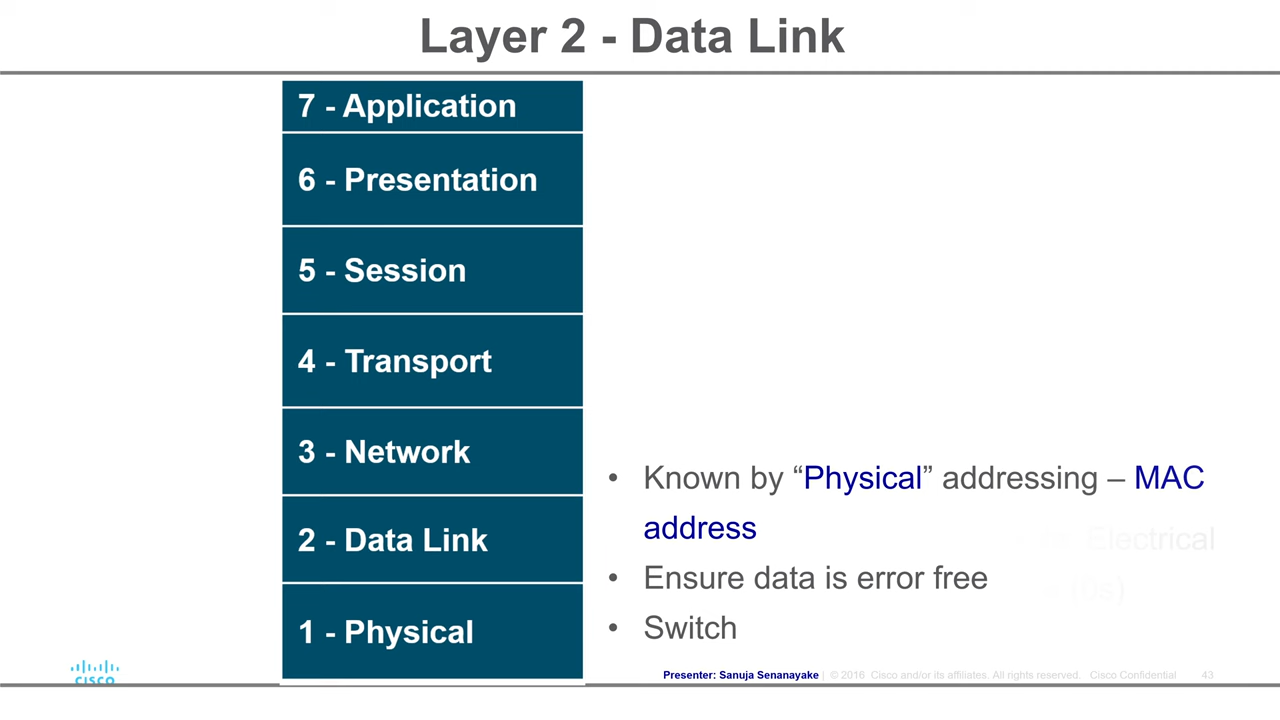 Layer 2 - Data Link
7 - Application
6 - Presentation
5 - Session
4 - Transport
3 - Network
2 - Data Link
1 - Physical
• Known by “Physical” addressing – MAC
address
Electrical
• Ensure data is error free
(0s)
• Switch
CISCO
Presenter: Sanuja Senanayake | © 2016 Cisco and/or its affiliates. All rights reserved. Cisco Confidential 43